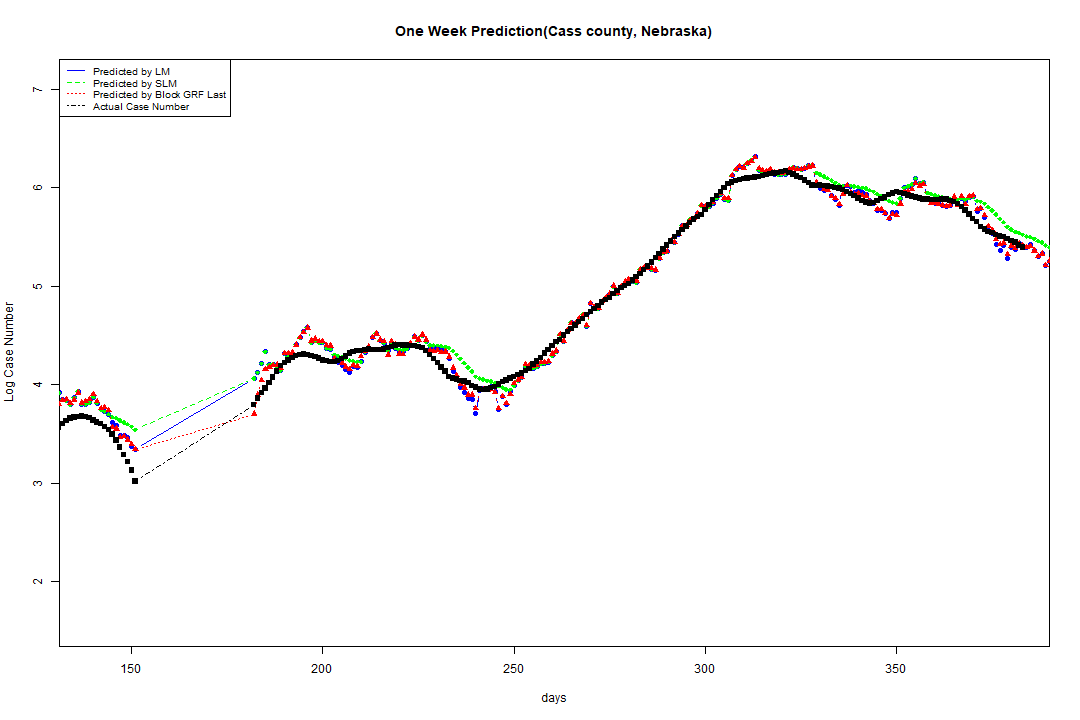 One Week Prediction(Cass county, Nebraska)
Predicted by LM
Predicted by SLM
Predicted by Block GRF Last
Actual Case Number
7
6
5
4
3
2
Log Case Number
150 200 250 300 350
days